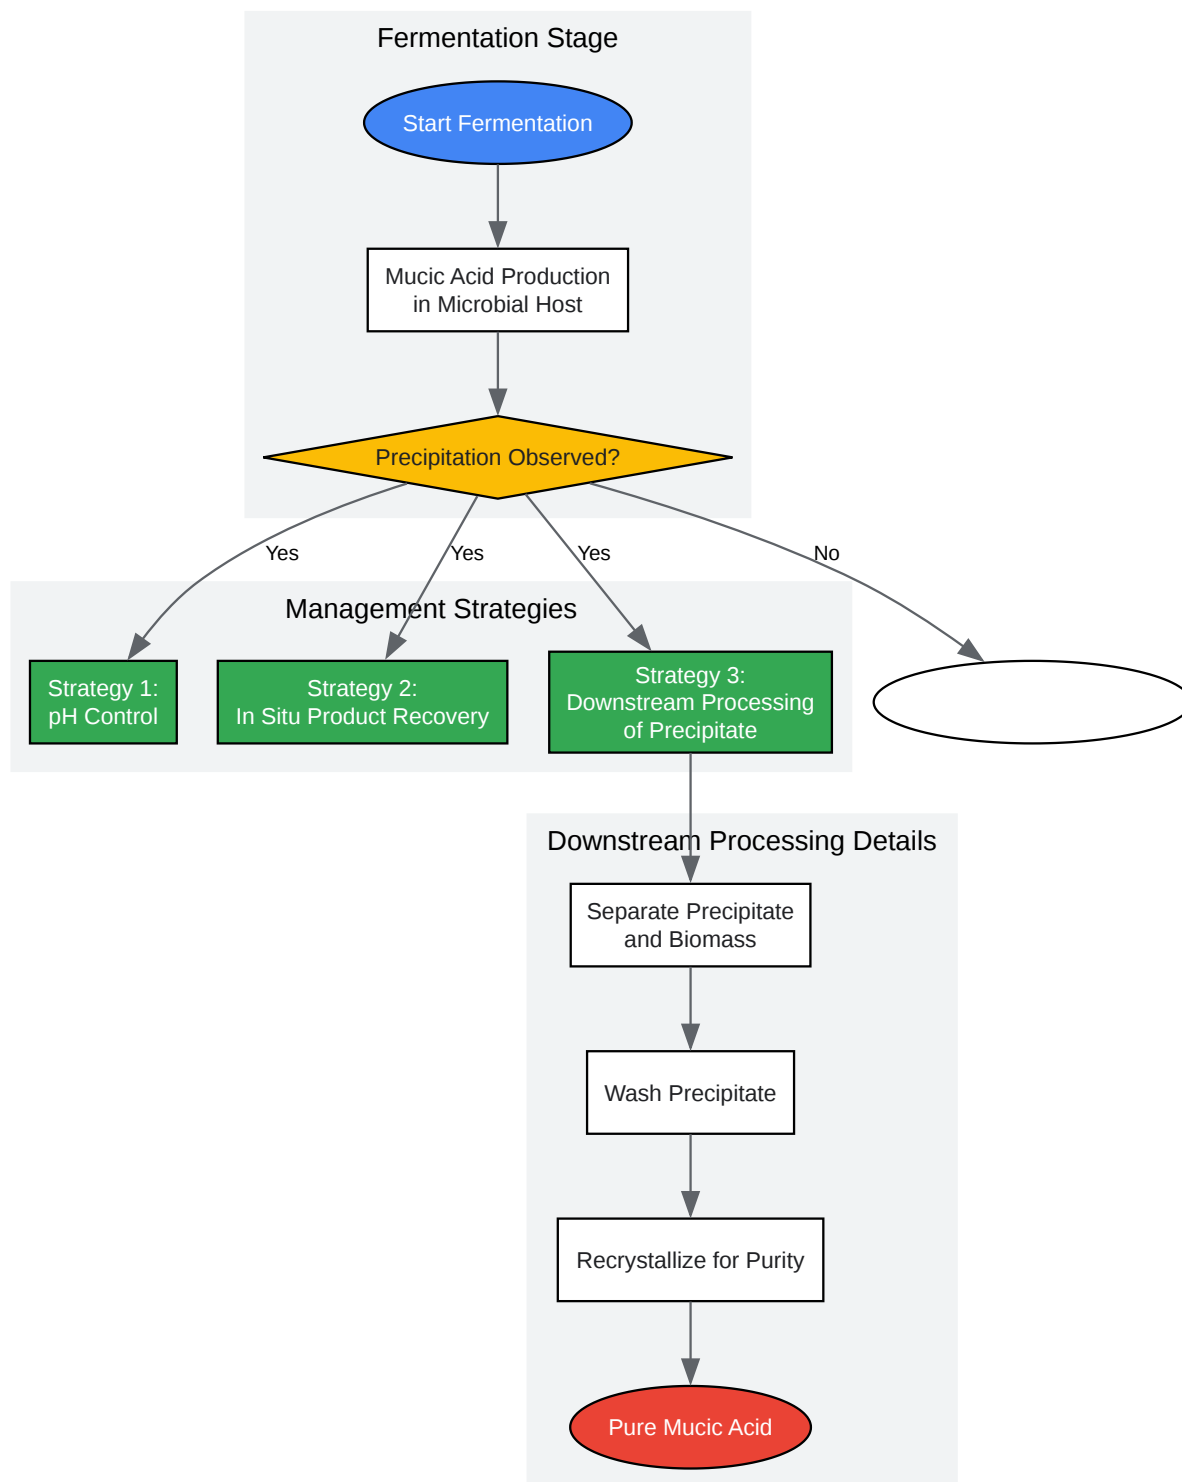 Fermentation Stage
Start Fermentation
Mucic Acid Production
in Microbial Host
Precipitation Observed?
Yes
Yes
Yes
No
Management Strategies
Strategy 1:
pH Control
Strategy 2:
In Situ Product Recovery
Strategy 3:
Downstream Processing
of Precipitate
Downstream Processing Details
Separate Precipitate
and Biomass
Wash Precipitate
Recrystallize for Purity
Pure Mucic Acid